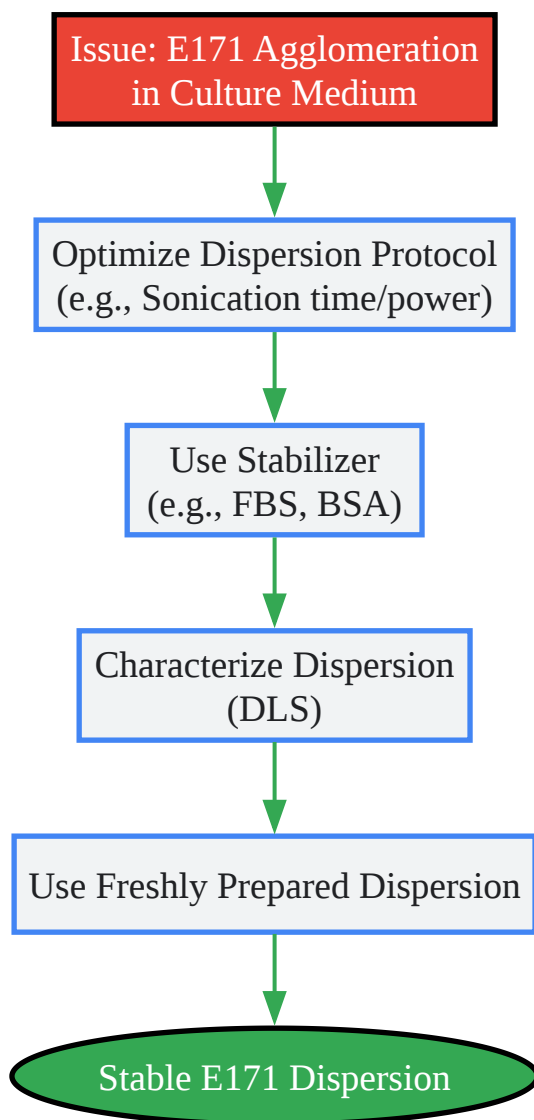 Issue: E171 Agglomeration
in Culture Medium
Optimize Dispersion Protocol
(e.g., Sonication time/power)
Use Stabilizer
(e.g., FBS, BSA)
Characterize Dispersion
(DLS)
Use Freshly Prepared Dispersion
Stable E171 Dispersion